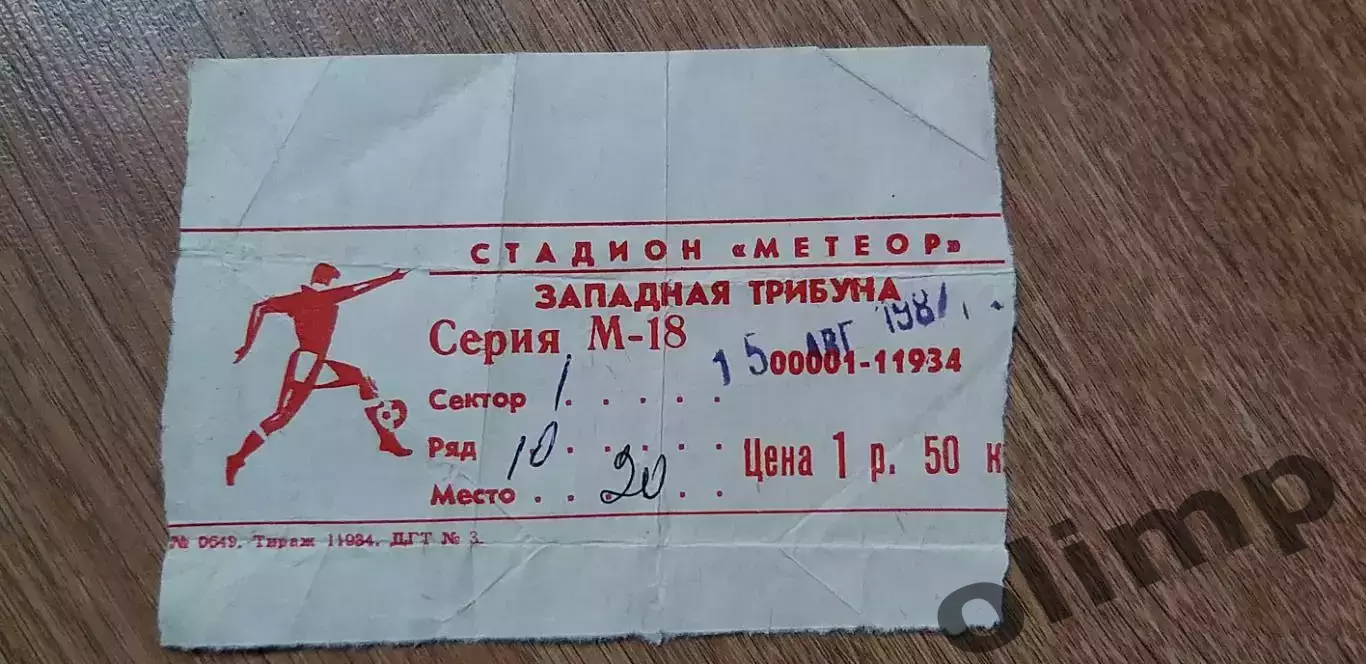 СТАДИОН «МЕТЕОР»
ЗАПАДНАЯ ТРИБУНА
Серия М-18
15 АВГ 1981
00001-11934
Сектор 1
Ряд 10
Место 20
Цена 1 р. 50 к
№ 0649. Тираж 11934. ДГТ № 3
olimp